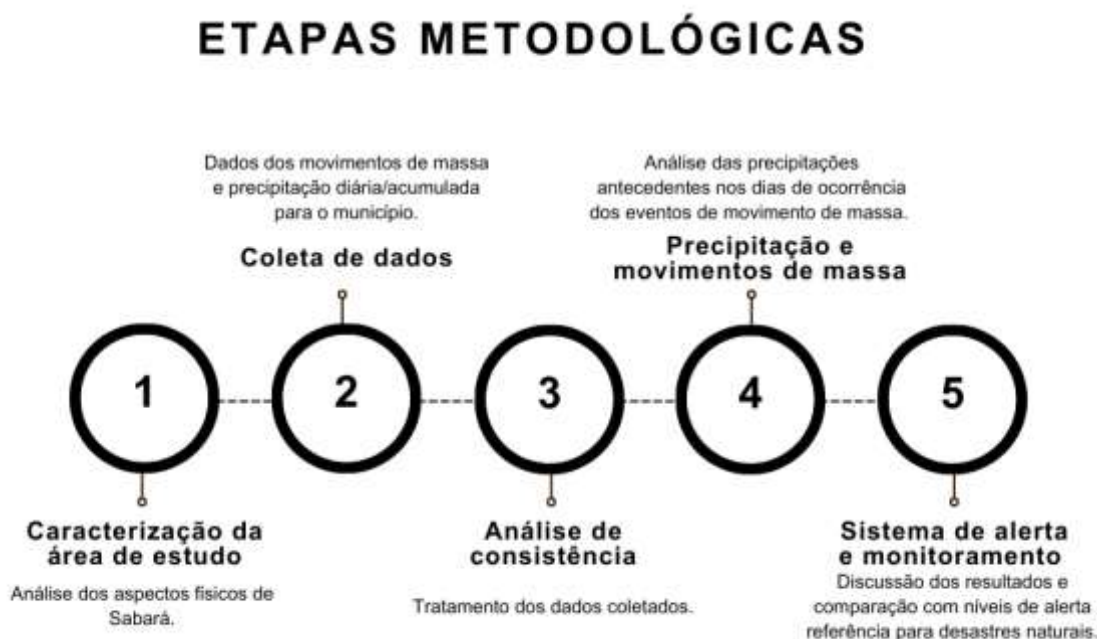 ETAPAS METODOLÓGICAS
1
Caracterização da
área de estudo
Análise dos aspectos físicos de
Sabará.
Dados dos movimentos de massa
e precipitação diária/acumulada
para o município.
Coleta de dados
2
3
Análise de
consistência
Tratamento dos dados coletados.
Análise das precipitações
antecedentes nos dias de ocorrência
dos eventos de movimento de massa.
Precipitação e
movimentos de massa
4
5
Sistema de alerta
e monitoramento
Discussão dos resultados e
comparação com níveis de alerta
referência para desastres naturais.